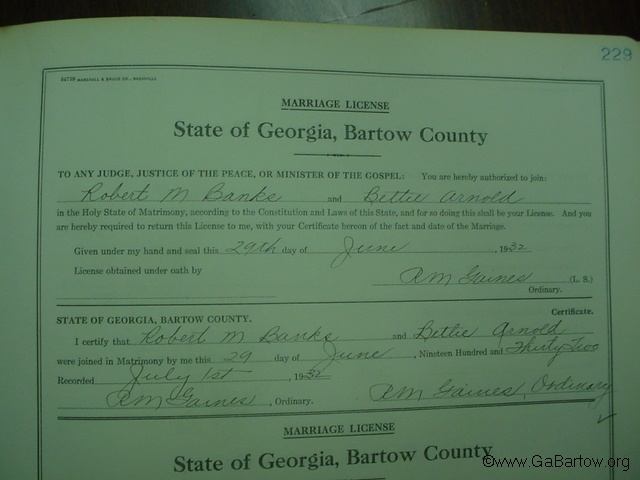 229
54729 MARSHALL & BRUCE CO., NASHVILLE
MARRIAGE LICENSE
State of Georgia, Bartow County
TO ANY JUDGE, JUSTICE OF THE PEACE, OR MINISTER OF THE GOSPEL: You are hereby authorized to join:
Robert M Banks and Bettie Arnold
in the Holy State of Matrimony, according to the Constitution and Laws of this State, and for so doing this shall be your License. And you
are hereby required to return this License to me, with your Certificate hereon of the fact and date of the Marriage.
Given under my hand and seal this 29th day of June, 1932
License obtained under oath by RM Gaines (L. S.)
Ordinary.
STATE OF GEORGIA, BARTOW COUNTY. Certificate.
I certify that Robert M Banks and Bettie Arnold
were joined in Matrimony by me this 29 day of June, Nineteen Hundred and Thirty Two
Recorded July 1st, 1932
RM Gaines, Ordinary. RM Gaines, Ordinary
MARRIAGE LICENSE
State of Georgia, Bartow County
©www.GaBartow.org